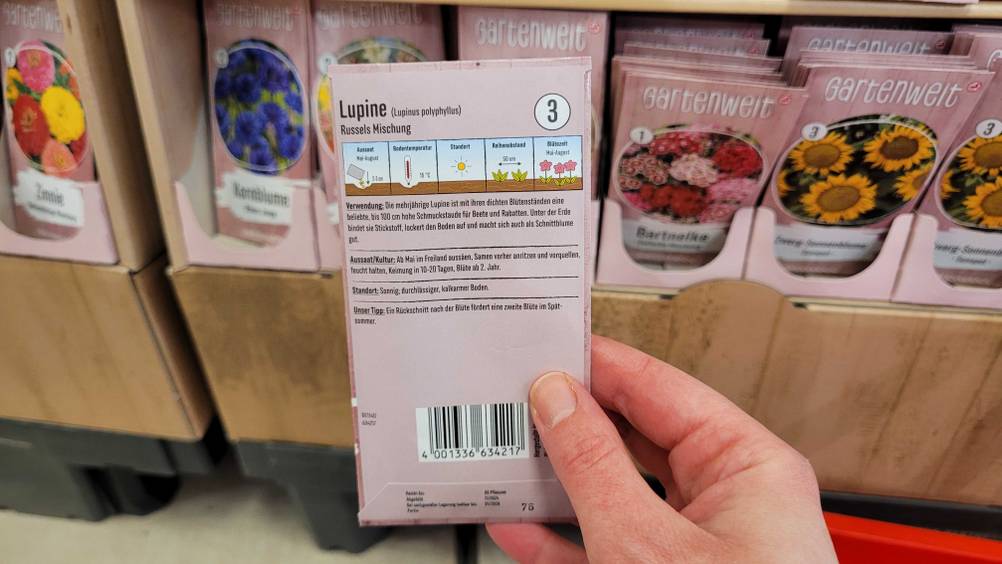 Gartenwelt
Gartenwelt
Gartenwelt
Gartenwelt
Zinnie
Kornblume
1
Bartnelke
3
Zwerg-Sonnenblume
3
Lupine (Lupinus polyphyllus)
Russels Mischung
3
Aussaat
Mai-August
Bodentemperatur
15 °C
Standort
Reihenabstand
50 cm
Blütezeit
Mai-August
Verwendung: Die mehrjährige Lupine ist mit ihren dichten Blütenständen eine
beliebte, bis 100 cm hohe Schmuckstaude für Beete und Rabatten. Unter der Erde
bindet sie Stickstoff, lockert den Boden auf und macht sich auch als Schnittblume
gut.
Aussaat/Kultur: Ab Mai im Freiland aussäen, Samen vorher anritzen und vorquellen,
feucht halten, Keimung in 10-20 Tagen, Blüte ab 2. Jahr.
Standort: Sonnig; durchlässiger, kalkarmer Boden.
Unser Tipp: Ein Rückschnitt nach der Blüte fördert eine zweite Blüte im Spät-
sommer.
4 001336 634217
76